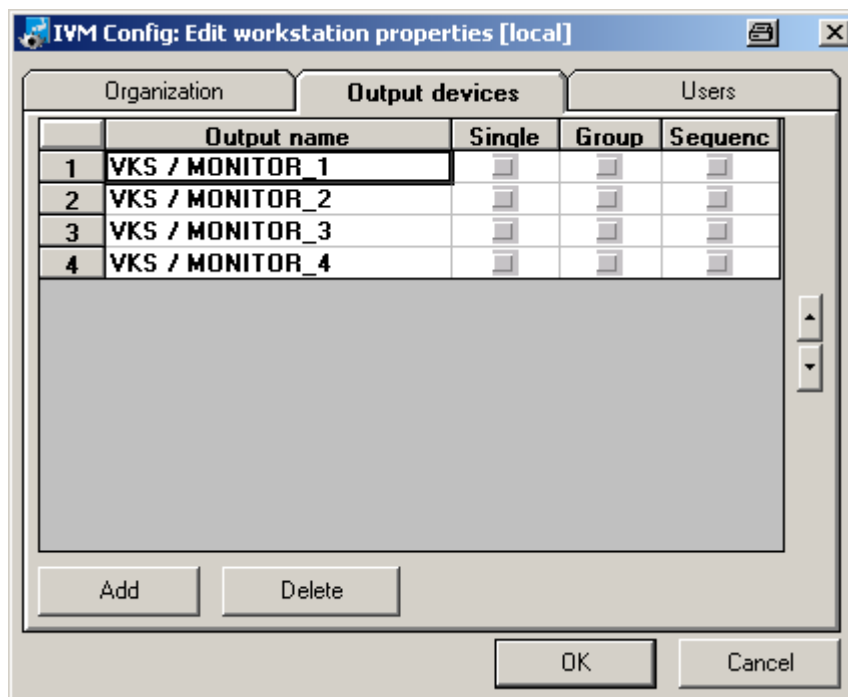 IVM Config: Edit workstation properties [local]
Organization Output devices Users
Output name Single Group Sequenc
1 VKS / MONITOR_1
2 VKS / MONITOR_2
3 VKS / MONITOR_3
4 VKS / MONITOR_4
Add Delete
OK Cancel